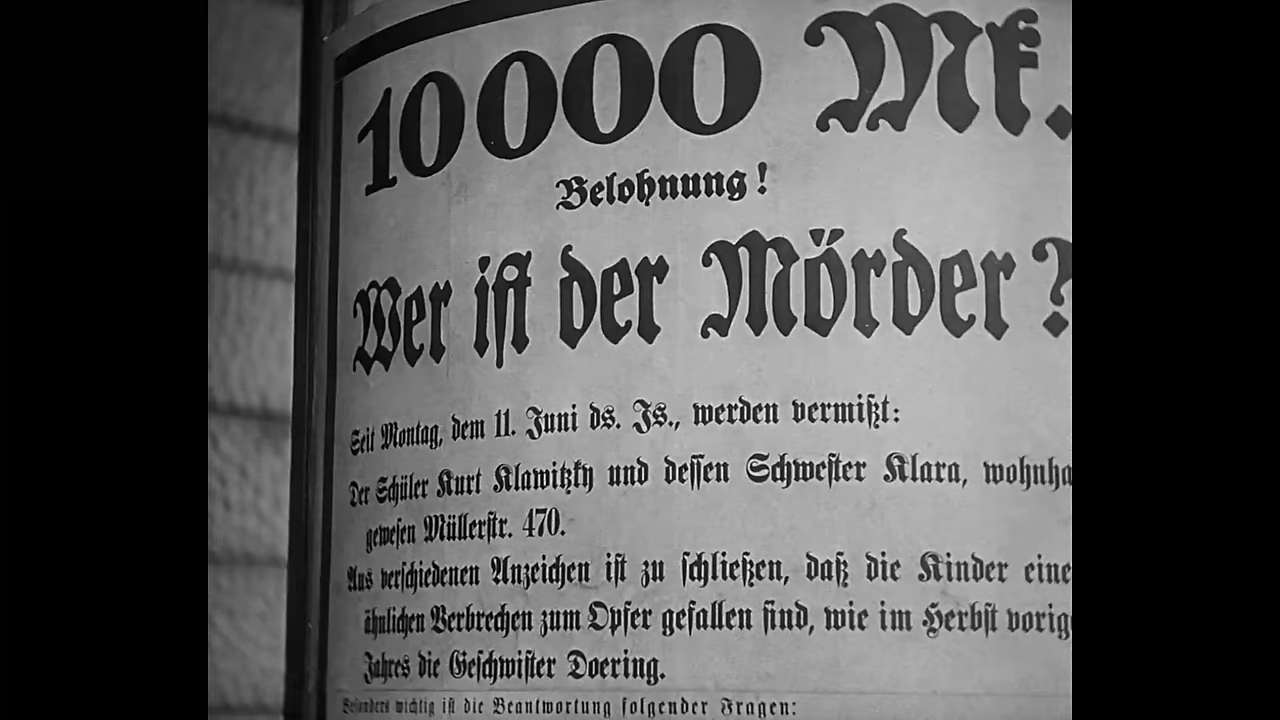 10000 Mk.
Belohnung!
Wer ist der Mörder?
Seit Montag, dem 11. Juni ds. Js., werden vermißt:
Der Schüler Kurt Klawitzky und dessen Schwester Klara, wohnha
gewesen Müllerstr. 470.
Aus verschiedenen Anzeichen ist zu schließen, daß die Kinder eine
ähnlichen Verbrechen zum Opfer gefallen sind, wie im Herbst vorig
Jahres die Geschwister Doering.
Besonders wichtig ist die Beantwortung folgender Fragen: